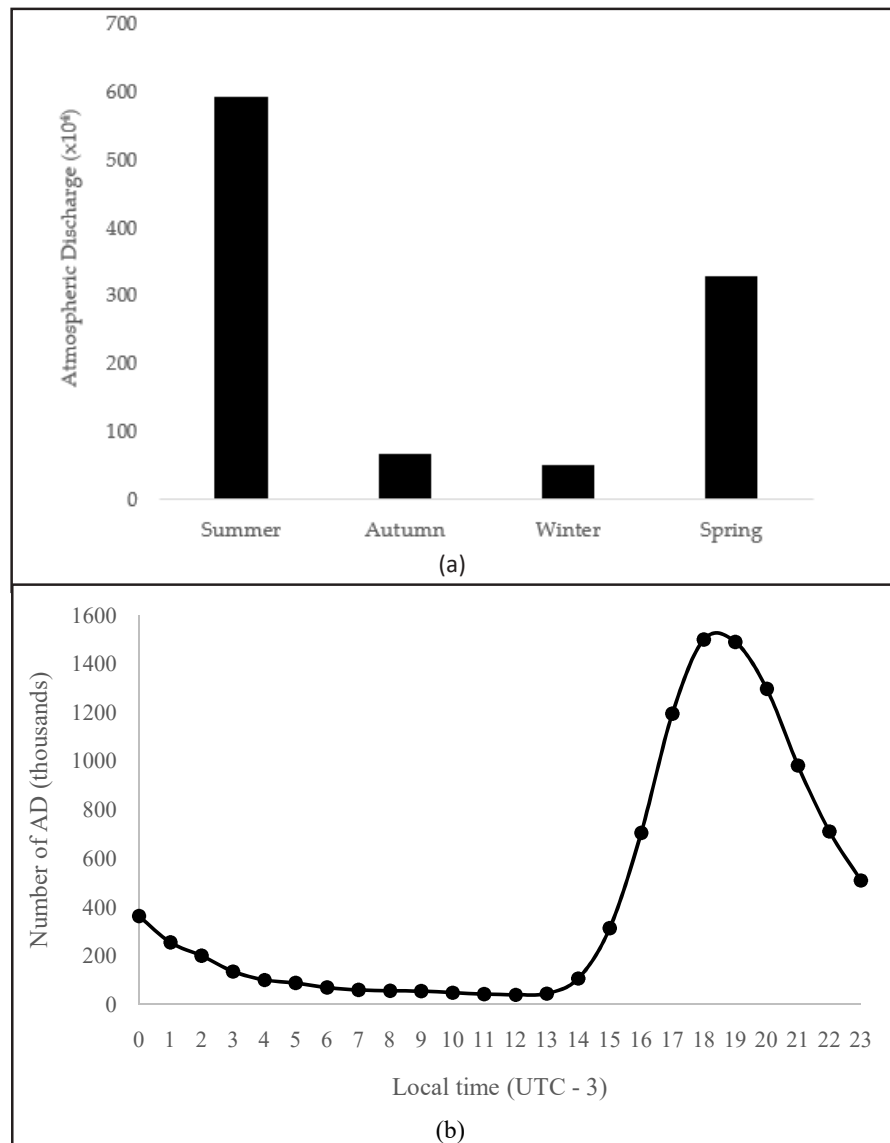 700
600
500
400
300
200
100
0
Atmospheric Discharge (x10⁴)
Summer Autumn Winter Spring
(a)
1600
1400
1200
1000
800
600
400
200
0
Number of AD (thousands)
0 1 2 3 4 5 6 7 8 9 10 11 12 13 14 15 16 17 18 19 20 21 22 23
Local time (UTC - 3)
(b)